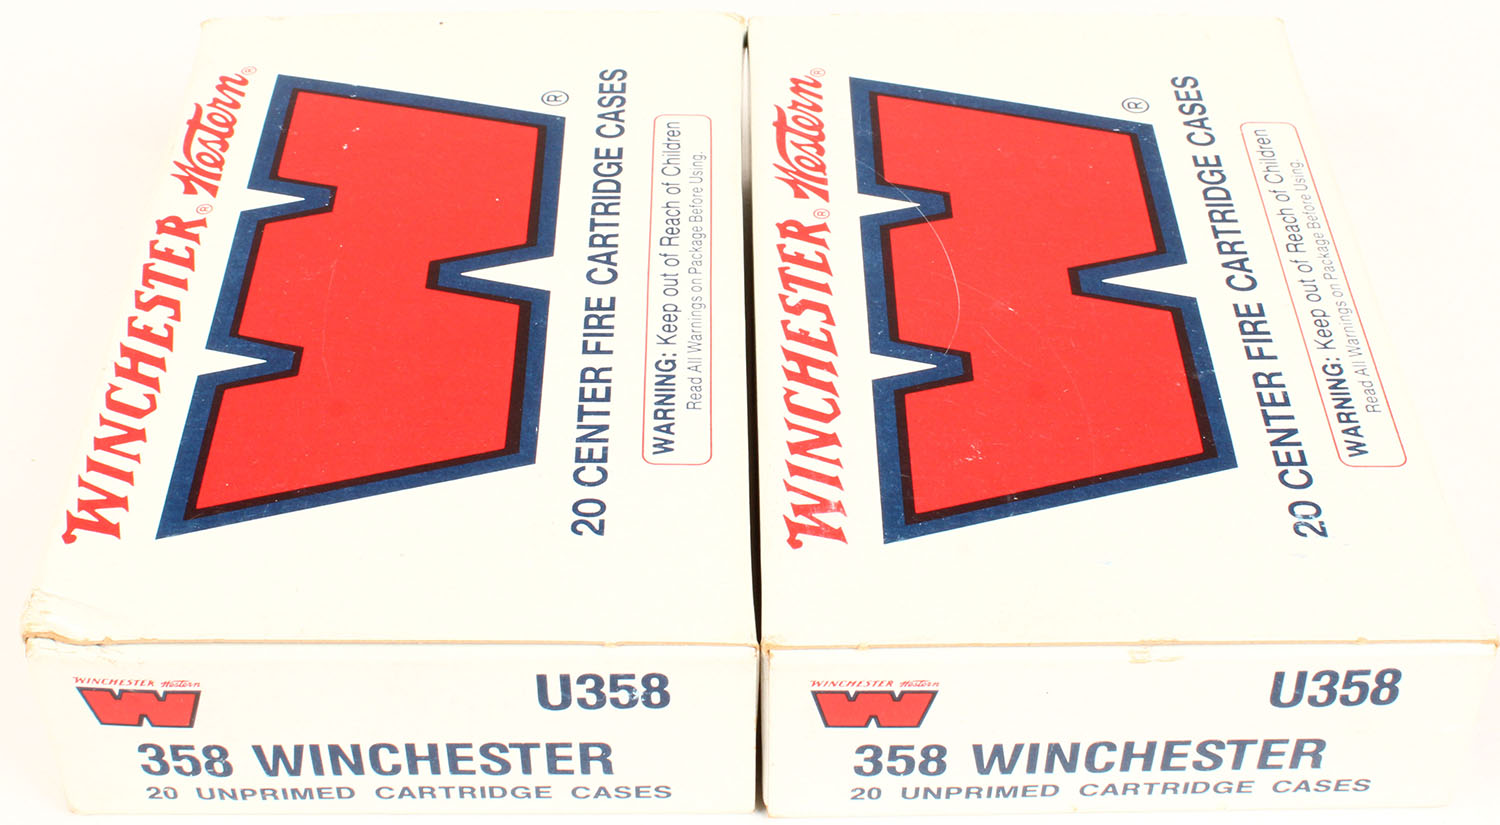 WINCHESTER® Western®
W®
20 CENTER FIRE CARTRIDGE CASES
WARNING: Keep out of Reach of Children
Read All Warnings on Package Before Using.
WINCHESTER Western
W
U358
358 WINCHESTER
20 UNPRIMED CARTRIDGE CASES
WINCHESTER® Western®
W®
20 CENTER FIRE CARTRIDGE CASES
WARNING: Keep out of Reach of Children
Read All Warnings on Package Before Using.
WINCHESTER Western
W
U358
358 WINCHESTER
20 UNPRIMED CARTRIDGE CASES